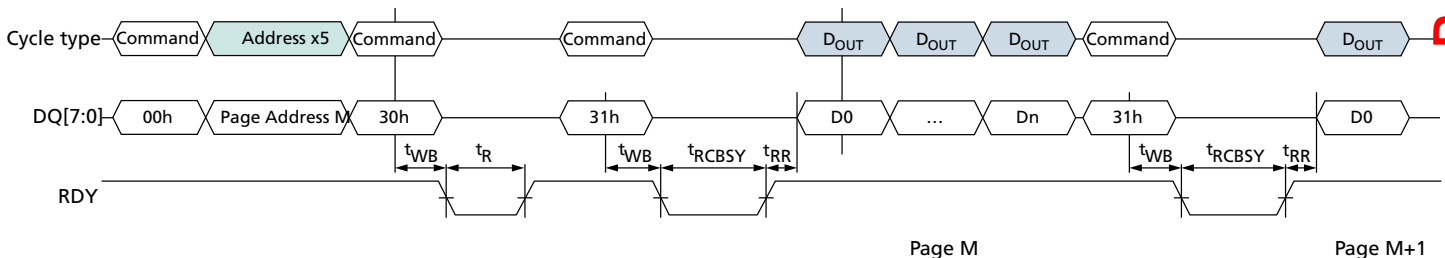 Cycle type Command Address x5 Command Command DOUT DOUT DOUT Command DOUT
DQ[7:0] 00h Page Address M 30h 31h D0 … Dn 31h D0
tWB tR tWB tRCBSY tRR tWB tRCBSY tRR
RDY
Page M Page M+1